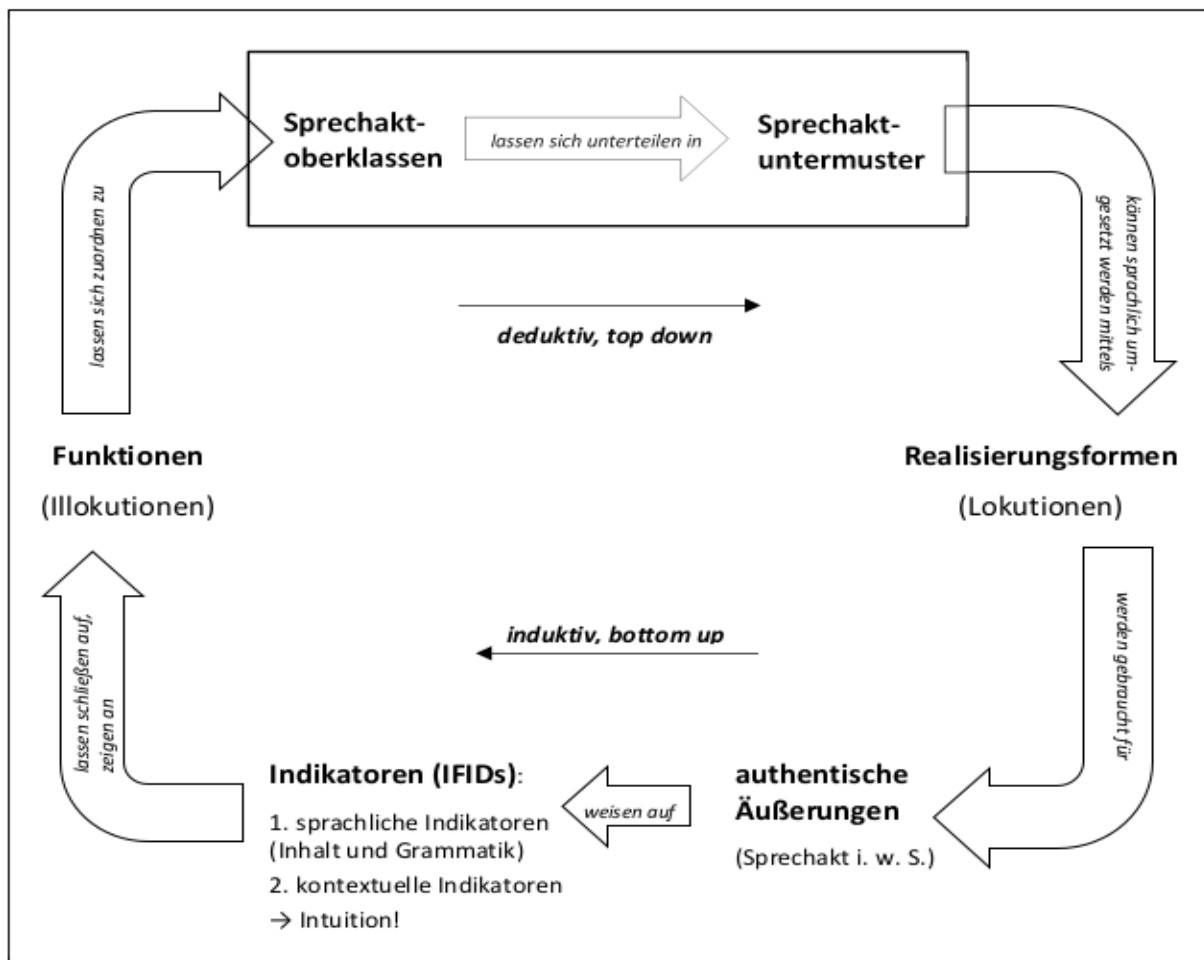 Sprechakt-
oberklassen
lassen sich unterteilen in
Sprechakt-
untermuster
lassen sich zuordnen zu
können sprachlich um-
gesetzt werden mittels
deduktiv, top down
Funktionen
(Illokutionen)
Realisierungsformen
(Lokutionen)
induktiv, bottom up
lassen schließen auf,
zeigen an
werden gebraucht für
Indikatoren (IFIDs):
1. sprachliche Indikatoren
(Inhalt und Grammatik)
2. kontextuelle Indikatoren
→ Intuition!
weisen auf
authentische
Äußerungen
(Sprechakt i. w. S.)